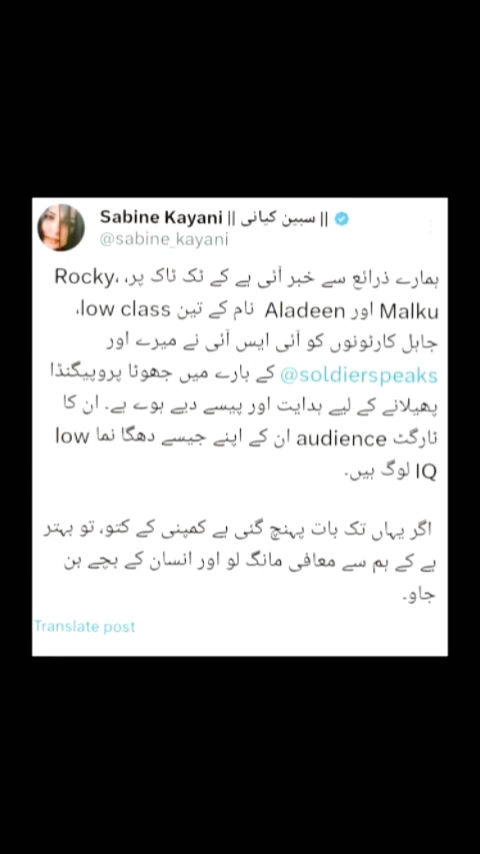 Sabine Kayani || سبین کیانی ||
@sabine_kayani
ہمارے ذرائع سے خبر آئی ہے کے ٹک ٹاک پر، Rocky،
Malku اور Aladeen نام کے تین low class،
جاہل کارٹونوں کو آئی ایس آئی نے میرے اور
@soldierspeaks کے بارے میں جھوٹا پروپیگنڈا
پھیلانے کے لیے ہدایت اور پیسے دیے ہوے ہے۔ ان کا
ٹارگٹ audience ان کے اپنے جیسے دھگا نما low
IQ لوگ ہیں۔
اگر یہاں تک بات پہنچ گئی ہے کمپنی کے کتو، تو بہتر
ہے کے ہم سے معافی مانگ لو اور انسان کے بچے بن
جاو۔
Translate post